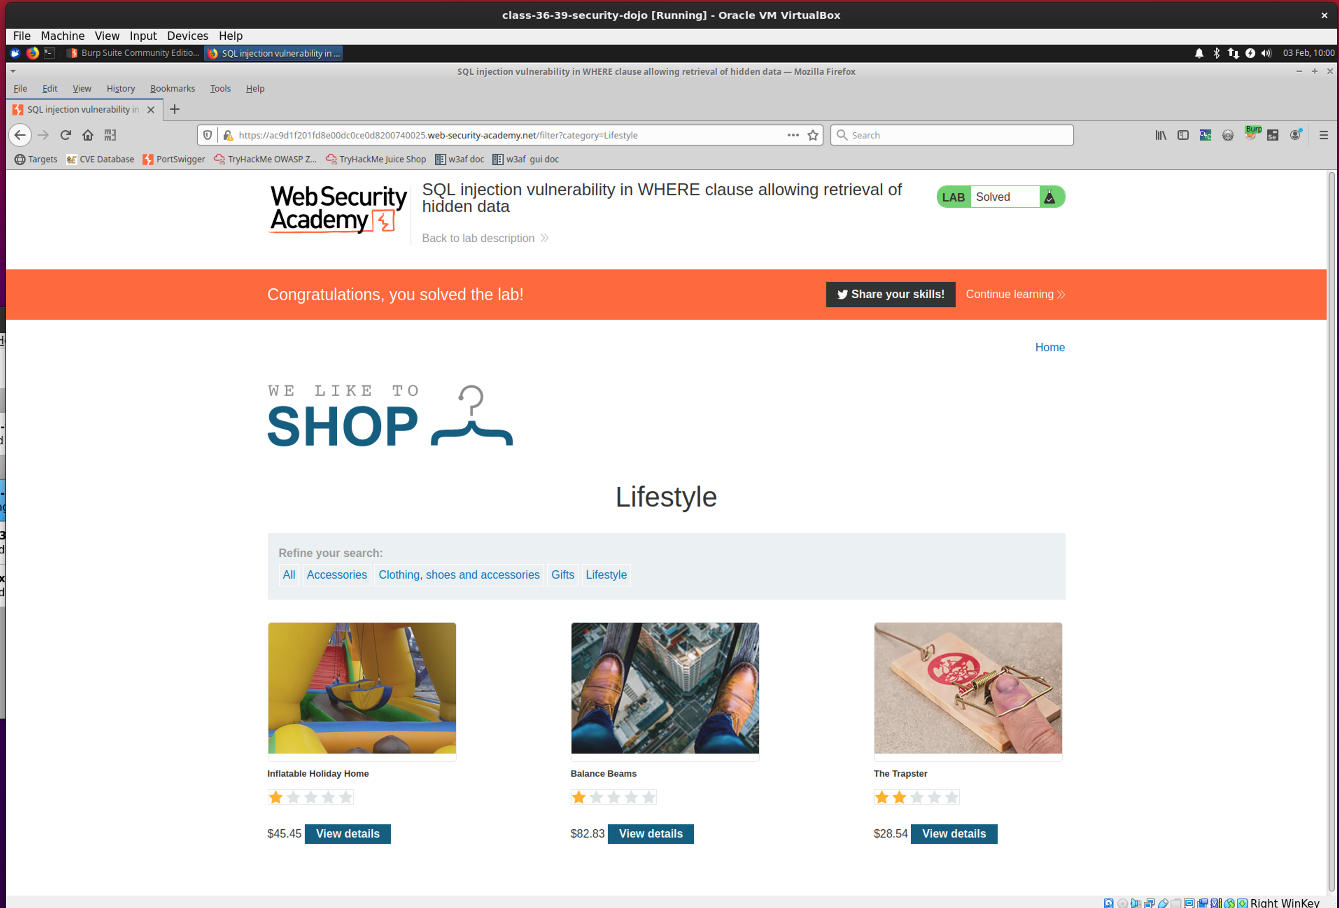 class-36-39-security-dojo [Running] - Oracle VM VirtualBox
File Machine View Input Devices Help
Burp Suite Community Editio... SQL injection vulnerability in ... 03 Feb, 10:00
SQL injection vulnerability in WHERE clause allowing retrieval of hidden data — Mozilla Firefox
File Edit View History Bookmarks Tools Help
SQL injection vulnerability in
https://ac9d1f201fd8e00dc0ce0d8200740025.web-security-academy.net/filter?category=Lifestyle Search Burp
Targets CVE Database PortSwigger TryHackMe OWASP Z... TryHackMe Juice Shop w3af doc w3af gui doc
Web Security
Academy
SQL injection vulnerability in WHERE clause allowing retrieval of
hidden data
LAB Solved
Back to lab description
Congratulations, you solved the lab! Share your skills! Continue learning
Home
WE LIKE TO
SHOP
Lifestyle
Refine your search:
All Accessories Clothing, shoes and accessories Gifts Lifestyle
Inflatable Holiday Home Balance Beams The Trapster
$45.45 View details $82.83 View details $28.54 View details
Right WinKey